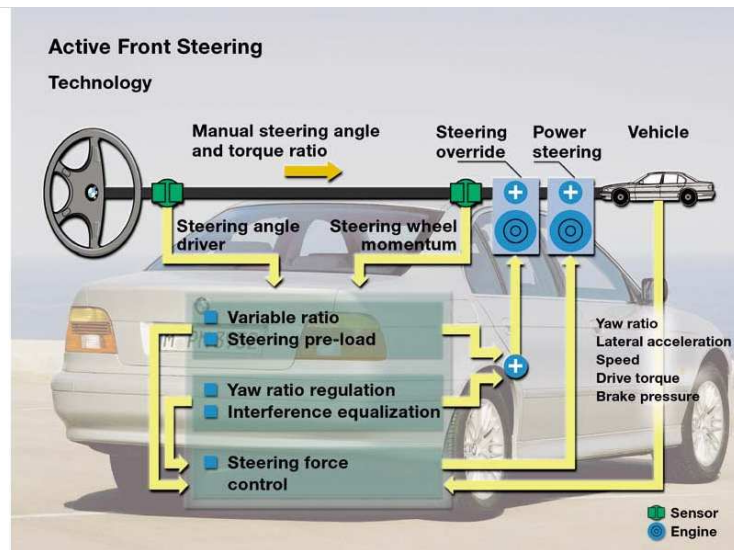 Active Front Steering
Technology
Manual steering angle
and torque ratio
Steering
override
Power
steering
Vehicle
Steering angle
driver
Steering wheel
momentum
Variable ratio
Steering pre-load
Yaw ratio regulation
Interference equalization
Steering force
control
Yaw ratio
Lateral acceleration
Speed
Drive torque
Brake pressure
Sensor
Engine